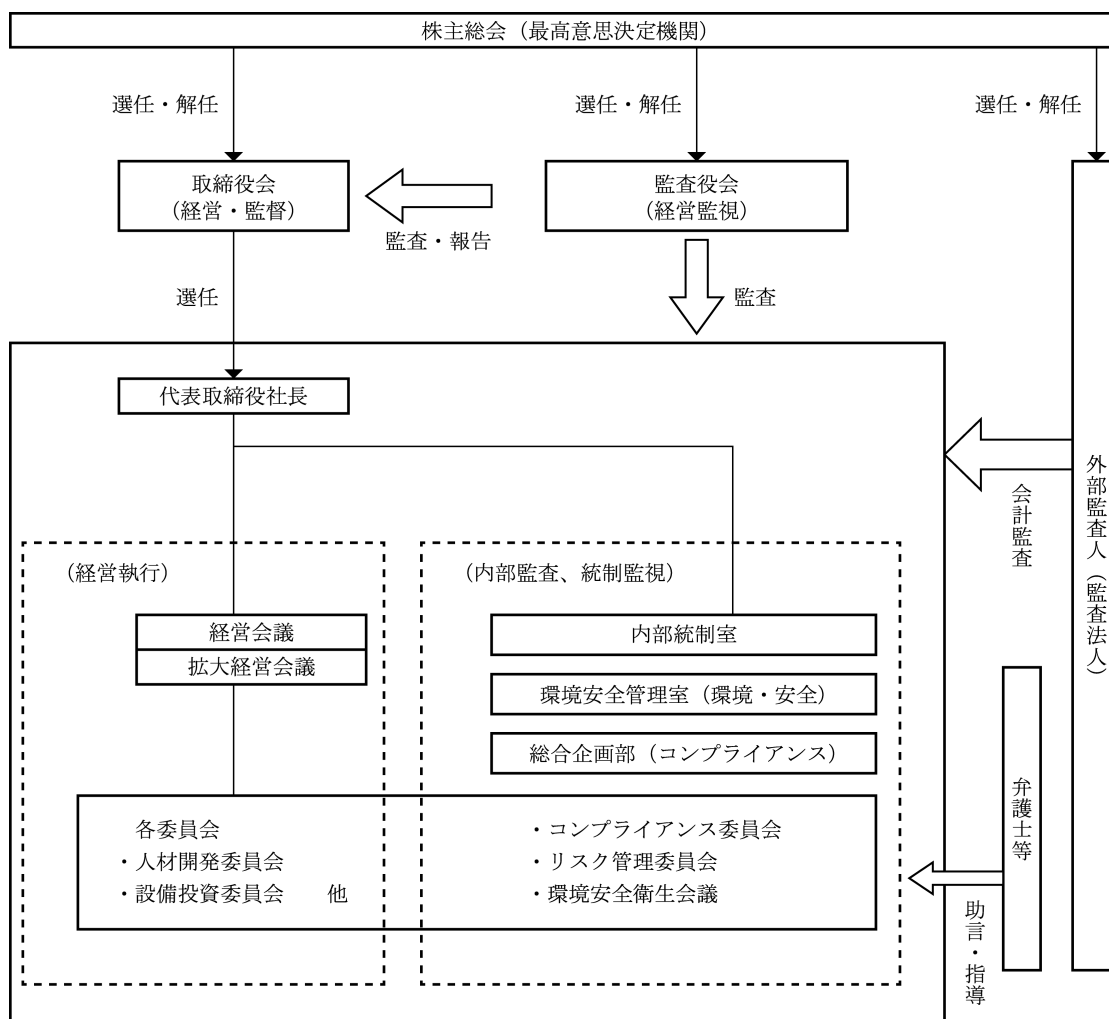 株主総会（最高意思決定機関）
選任・解任
選任・解任
選任・解任
取締役会
（経営・監督）
監査役会
（経営監視）
監査・報告
選任
監査
代表取締役社長
会計監査
外部監査人（監査法人）
（経営執行）
（内部監査、統制監視）
経営会議
拡大経営会議
内部統制室
環境安全管理室（環境・安全）
総合企画部（コンプライアンス）
弁護士等
各委員会
・人材開発委員会
・設備投資委員会　他
・コンプライアンス委員会
・リスク管理委員会
・環境安全衛生会議
助言・指導